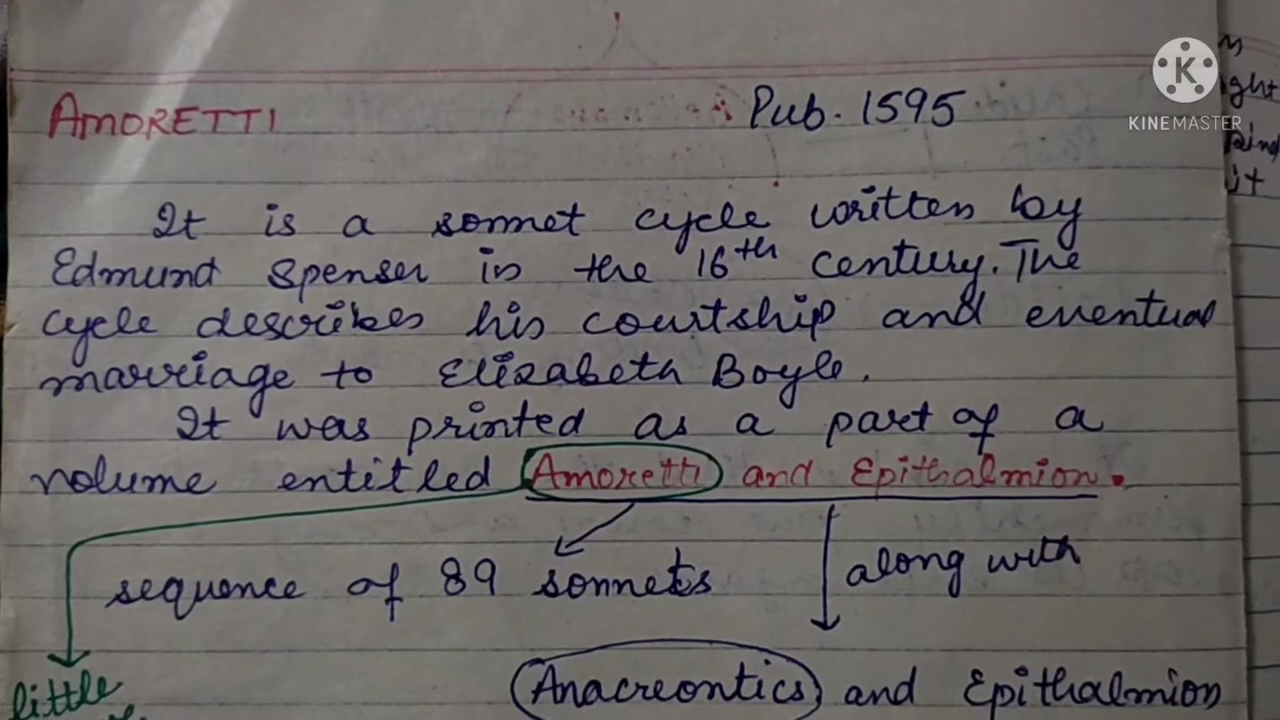 AMORETTI Pub. 1595.
It is a sonnet cycle written by
Edmund Spenser in the 16th century. The
cycle describes his courtship and eventual
marriage to Elizabeth Boyle.
It was printed as a part of a
volume entitled Amoretti and Epithalmion.
sequence of 89 sonnets
along with
little
Anacreontics and Epithalmion
KINEMASTER
ght
it